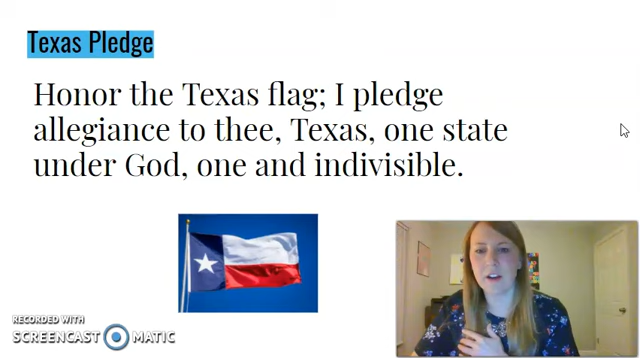 Texas Pledge
Honor the Texas flag; I pledge
allegiance to thee, Texas, one state
under God, one and indivisible.
RECORDED WITH
SCREENCAST MATIC